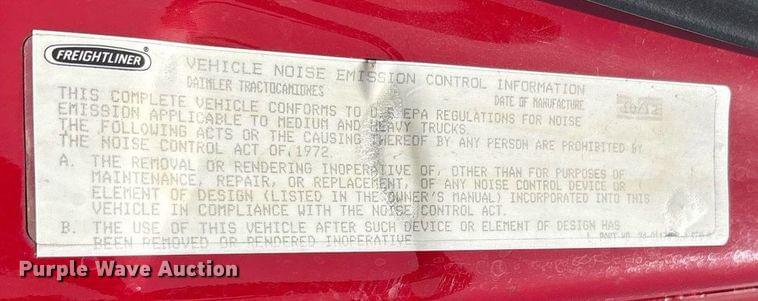 FREIGHTLINER
VEHICLE NOISE EMISSION CONTROL INFORMATION
DAIMLER TRACTOCAMIONES DATE OF MANUFACTURE
THIS COMPLETE VEHICLE CONFORMS TO U.S. EPA REGULATIONS FOR NOISE
EMISSION APPLICABLE TO MEDIUM AND HEAVY TRUCKS.
THE FOLLOWING ACTS OR THE CAUSING THEREOF BY ANY PERSON ARE PROHIBITED BY
THE NOISE CONTROL ACT OF 1972.
A. THE REMOVAL OR RENDERING INOPERATIVE OF, OTHER THAN FOR PURPOSES OF
MAINTENANCE, REPAIR, OR REPLACEMENT, OF ANY NOISE CONTROL DEVICE OR
ELEMENT OF DESIGN (LISTED IN THE OWNER'S MANUAL) INCORPORATED INTO THIS
VEHICLE IN COMPLIANCE WITH THE NOISE CONTROL ACT.
B. THE USE OF THIS VEHICLE AFTER SUCH DEVICE OR ELEMENT OF DESIGN HAS
BEEN REMOVED OR RENDERED INOPERATIVE PART NO.
Purple Wave Auction